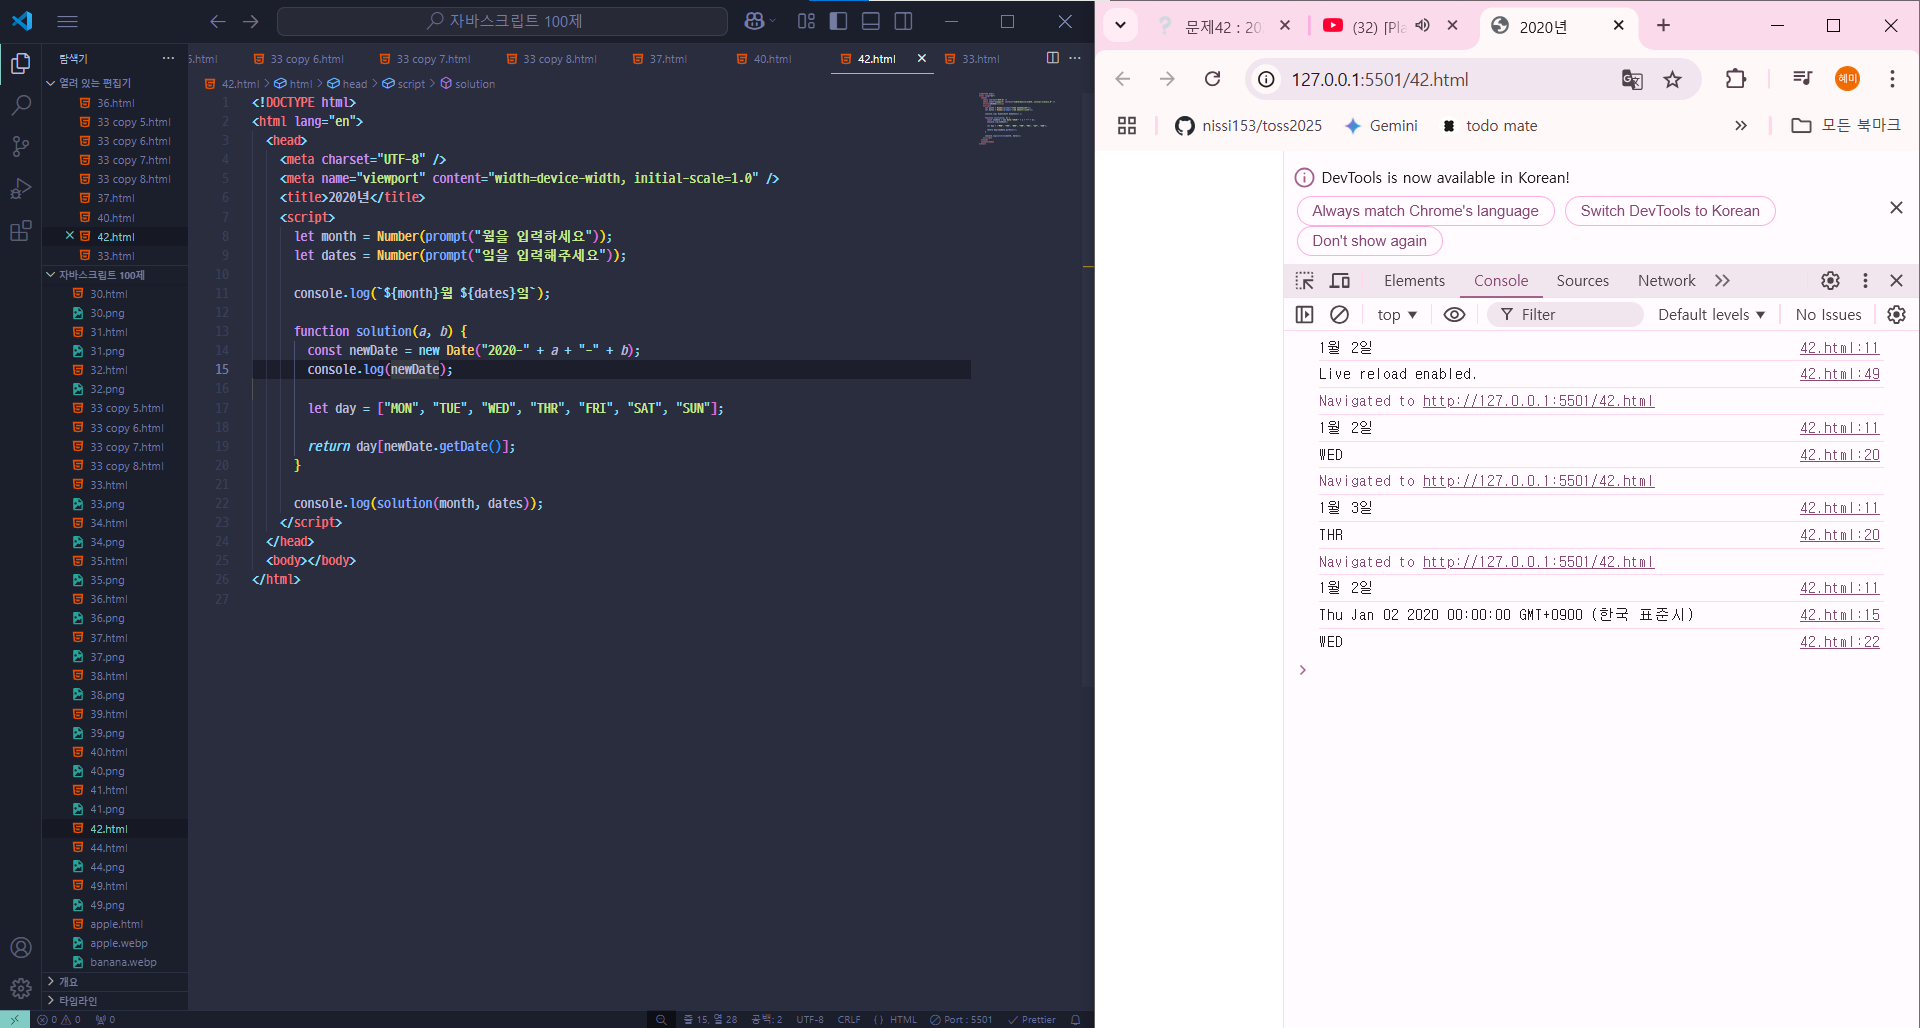 자바스크립트 100제
탐색기
열려 있는 편집기
36.html
33 copy 5.html
33 copy 6.html
33 copy 7.html
33 copy 8.html
37.html
40.html
42.html
33.html
자바스크립트 100제
30.html
30.png
31.html
31.png
32.html
32.png
33 copy 5.html
33 copy 6.html
33 copy 7.html
33 copy 8.html
33.html
33.png
34.html
34.png
35.html
35.png
36.html
36.png
37.html
37.png
38.html
38.png
39.html
39.png
40.html
40.png
41.html
41.png
42.html
44.html
44.png
49.html
49.png
apple.html
apple.webp
banana.webp
개요
타임라인
5.html 33 copy 6.html 33 copy 7.html 33 copy 8.html 37.html 40.html 42.html 33.html
42.html > html > head > script > solution
1 <!DOCTYPE html>
2 <html lang="en">
3 <head>
4 <meta charset="UTF-8" />
5 <meta name="viewport" content="width=device-width, initial-scale=1.0" />
6 <title>2020년</title>
7 <script>
8 let month = Number(prompt("월을 입력하세요"));
9 let dates = Number(prompt("일을 입력해주세요"));
10
11 console.log(`${month}월 ${dates}일`);
12
13 function solution(a, b) {
14 const newDate = new Date("2020-" + a + "-" + b);
15 console.log(newDate);
16
17 let day = ["MON", "TUE", "WED", "THR", "FRI", "SAT", "SUN"];
18
19 return day[newDate.getDate()];
20 }
21
22 console.log(solution(month, dates));
23 </script>
24 </head>
25 <body></body>
26 </html>
27
0 0 0 줄 15, 열 28 공백: 2 UTF-8 CRLF {} HTML Port : 5501 Prettier
문제42 : 20 (32) [Pla 2020년
127.0.0.1:5501/42.html 혜미
nissi153/toss2025 Gemini todo mate 모든 북마크
DevTools is now available in Korean!
Always match Chrome's language Switch DevTools to Korean
Don't show again
Elements Console Sources Network
top Filter Default levels No Issues
1월 2일 42.html:11
Live reload enabled. 42.html:49
Navigated to http://127.0.0.1:5501/42.html
1월 2일 42.html:11
WED 42.html:20
Navigated to http://127.0.0.1:5501/42.html
1월 3일 42.html:11
THR 42.html:20
Navigated to http://127.0.0.1:5501/42.html
1월 2일 42.html:11
Thu Jan 02 2020 00:00:00 GMT+0900 (한국 표준시) 42.html:15
WED 42.html:22